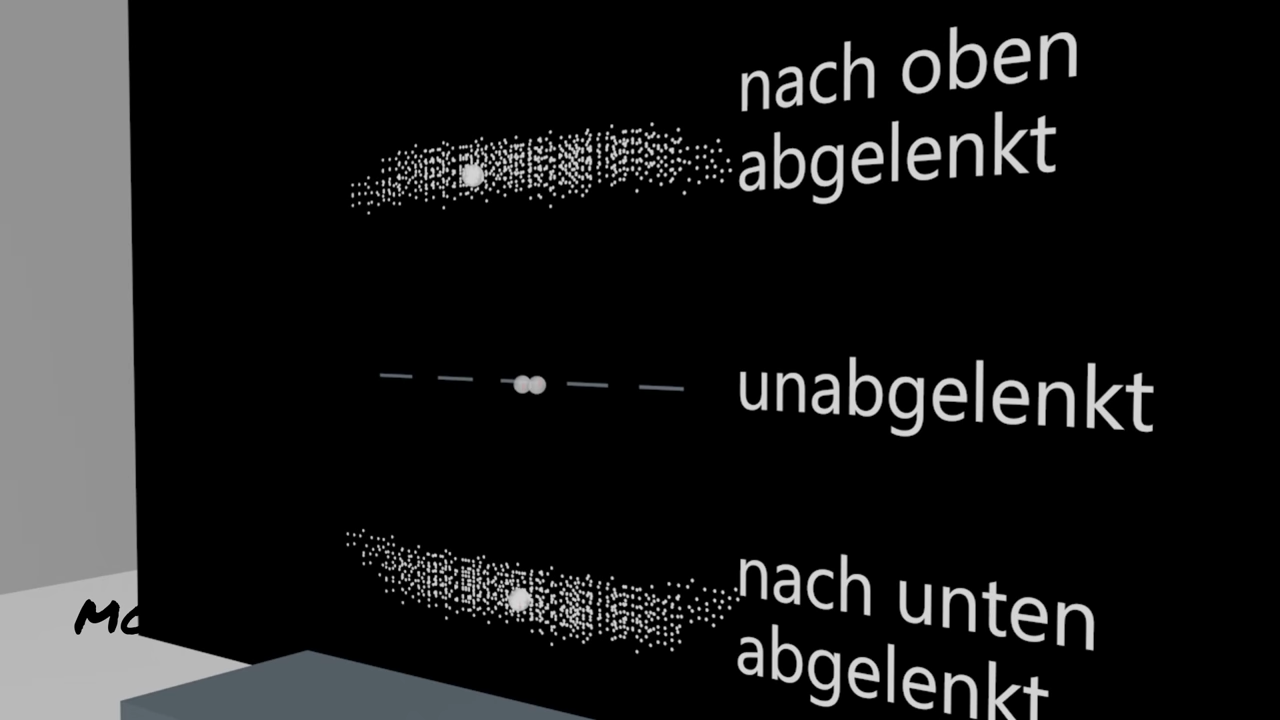 nach oben
abgelenkt
unabgelenkt
nach unten
abgelenkt